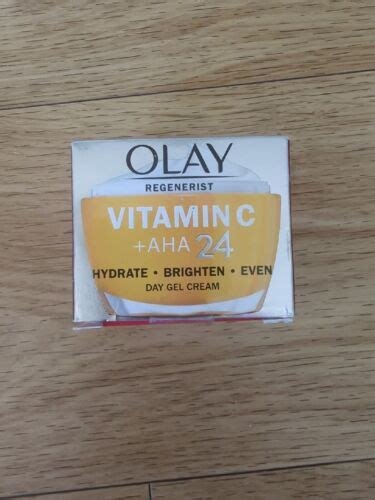 OLAY
REGENERIST
VITAMIN C
+AHA 24
HYDRATE • BRIGHTEN • EVEN
DAY GEL CREAM